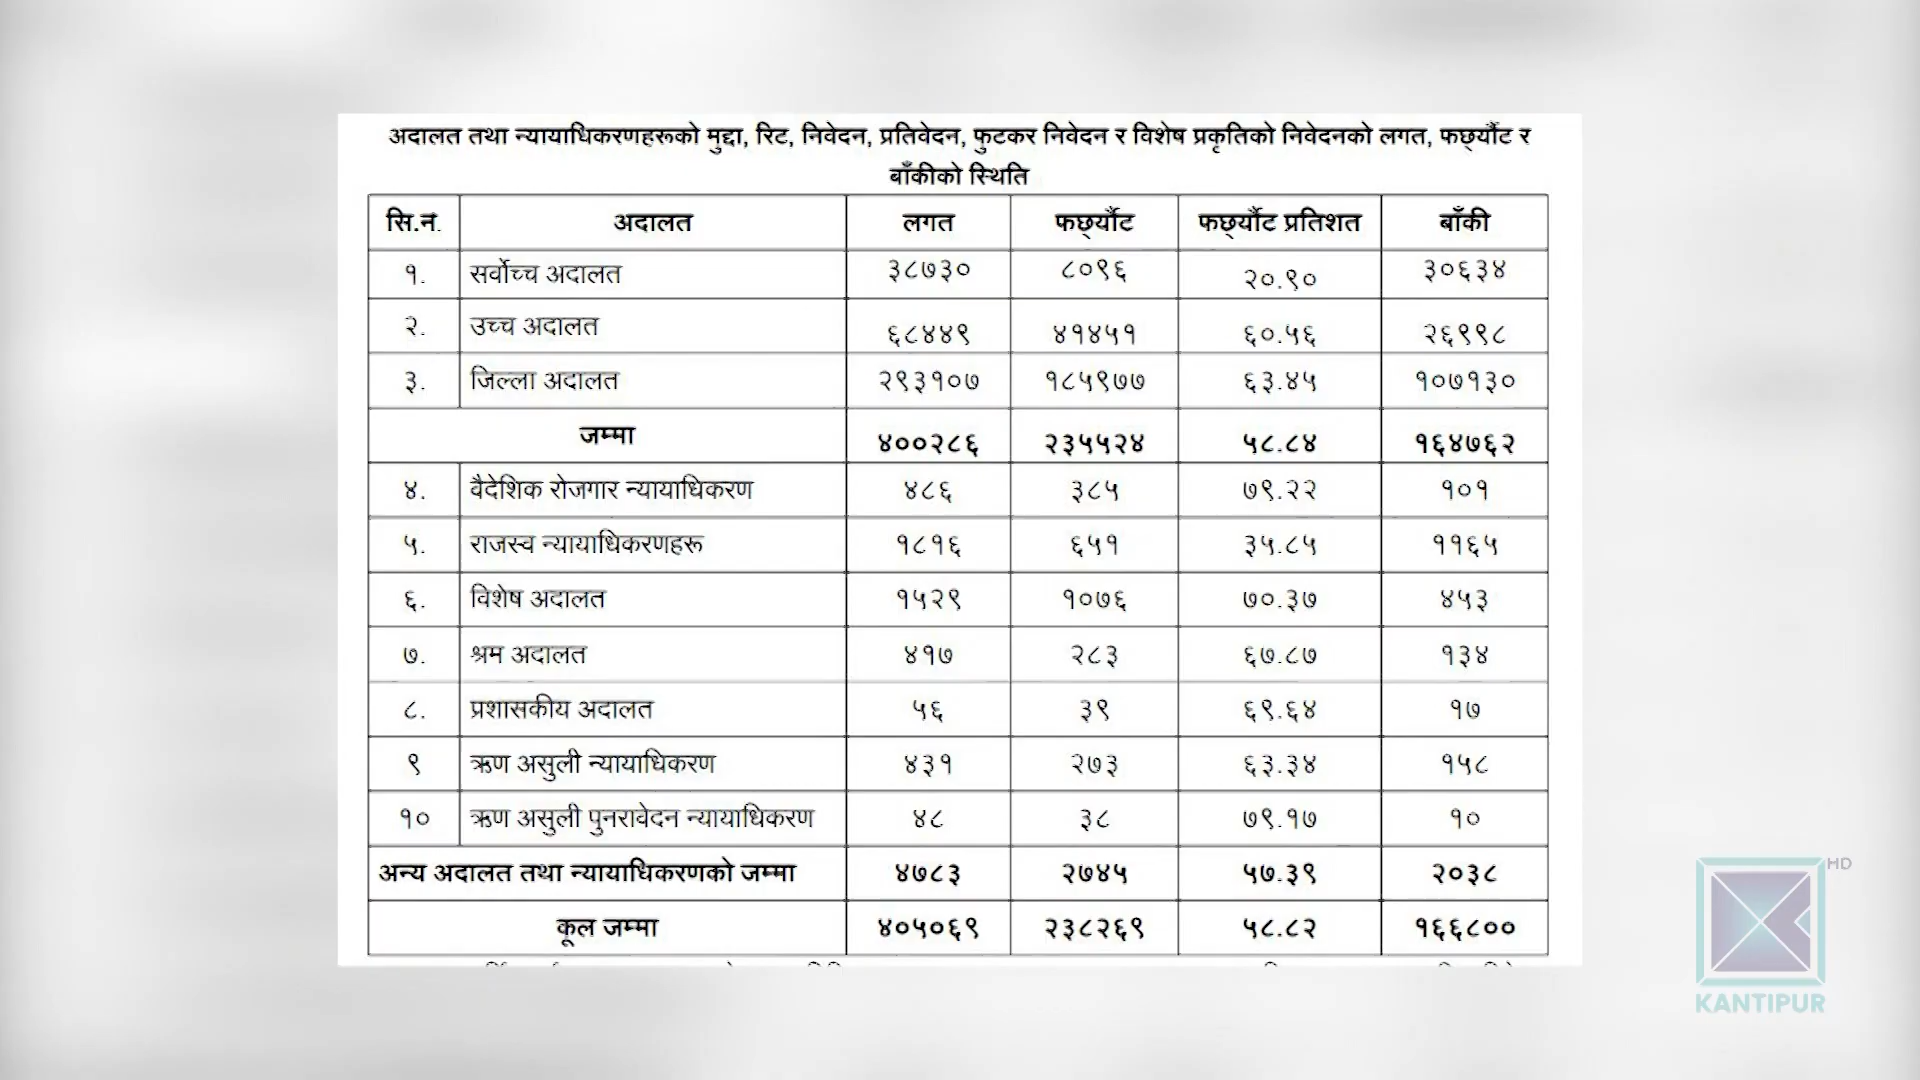 अदालत तथा न्यायाधिकरणहरूको मुद्दा, रिट, निवेदन, प्रतिवेदन, फुटकर निवेदन र विशेष प्रकृतिको निवेदनको लगत, फर्छ्यौट र
बाँकीको स्थिति
सि.नं. अदालत लगत फर्छ्यौट फर्छ्यौट प्रतिशत बाँकी
१. सर्वोच्च अदालत ३८७३० ८०९६ २०.९० ३०६३४
२. उच्च अदालत ६८४४९ ४१४५१ ६०.५६ २६९९८
३. जिल्ला अदालत २९३१०७ १८५९७७ ६३.४५ १०७१३०
जम्मा ४००२८६ २३५५२४ ५८.८४ १६४७६२
४. वैदेशिक रोजगार न्यायाधिकरण ४८६ ३८५ ७९.२२ १०१
५. राजस्व न्यायाधिकरणहरू १८१६ ६५१ ३५.८५ ११६५
६. विशेष अदालत १५२९ १०७६ ७०.३७ ४५३
७. श्रम अदालत ४१७ २८३ ६७.८७ १३४
८. प्रशासकीय अदालत ५६ ३९ ६९.६४ १७
९ ऋण असुली न्यायाधिकरण ४३१ २७३ ६३.३४ १५८
१० ऋण असुली पुनरावेदन न्यायाधिकरण ४८ ३८ ७९.१७ १०
अन्य अदालत तथा न्यायाधिकरणको जम्मा ४७८३ २७४५ ५७.३९ २०३८
कूल जम्मा ४०५०६९ २३८२६९ ५८.८२ १६६८००
HD
KANTIPUR